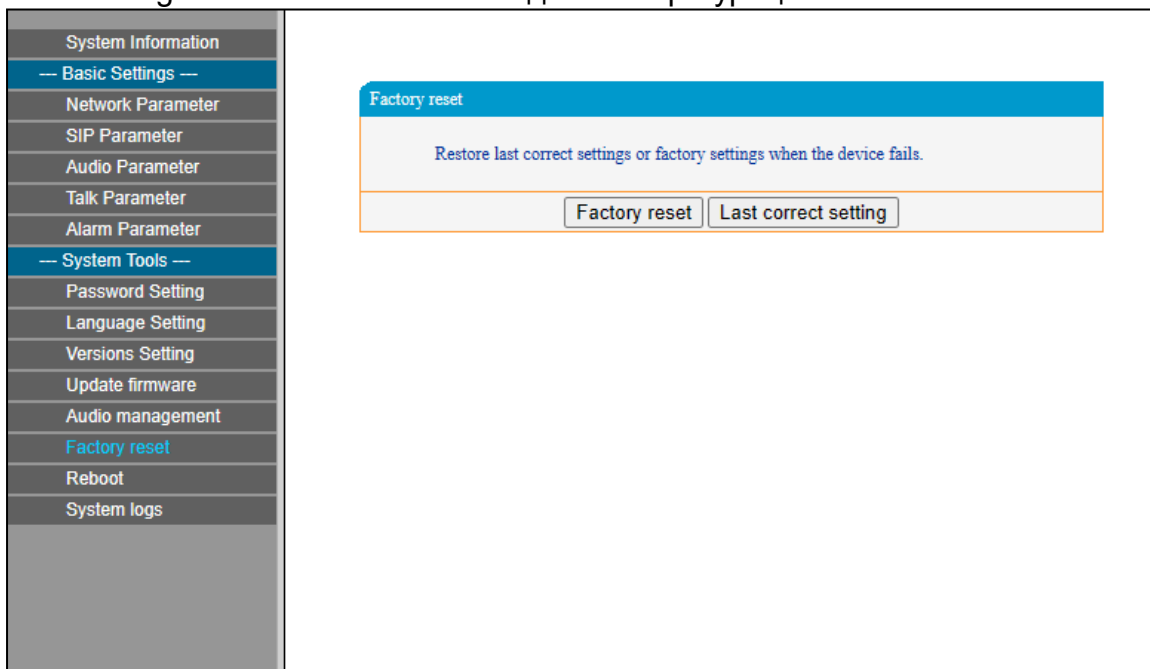 System Information
--- Basic Settings ---
Network Parameter
SIP Parameter
Audio Parameter
Talk Parameter
Alarm Parameter
--- System Tools ---
Password Setting
Language Setting
Versions Setting
Update firmware
Audio management
Factory reset
Reboot
System logs
Factory reset
Restore last correct settings or factory settings when the device fails.
Factory reset Last correct setting